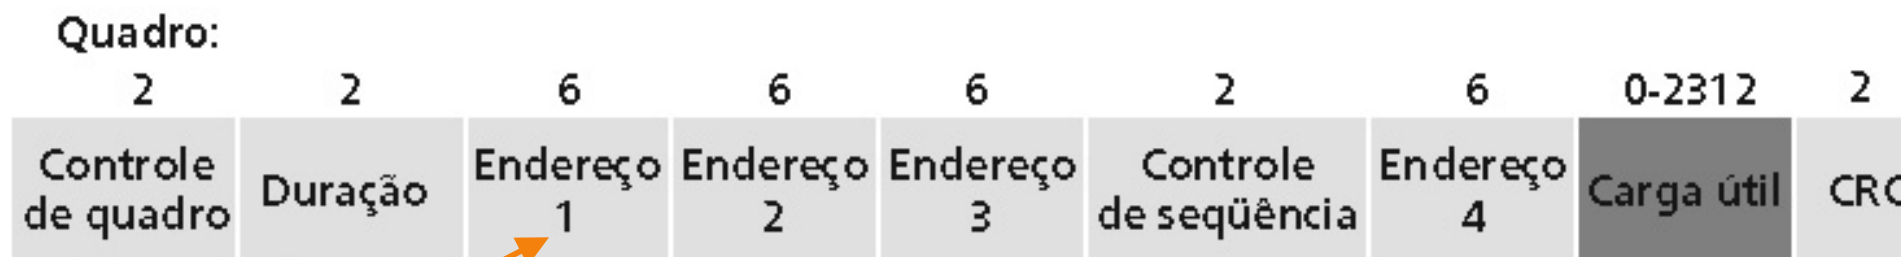 Quadro:
2 2 6 6 6 2 6 0-2312 2
Controle de quadro
Duração
Endereço 1
Endereço 2
Endereço 3
Controle de seqüência
Endereço 4
Carga útil
CRC